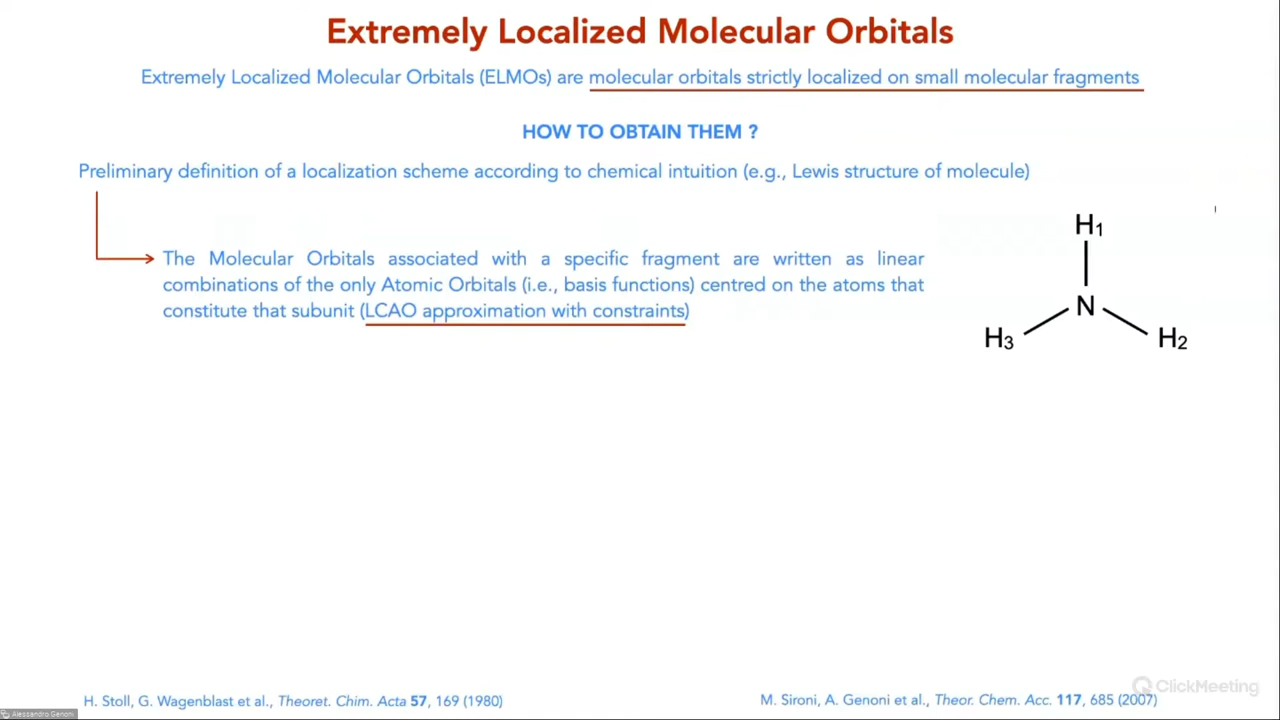 Extremely Localized Molecular Orbitals
Extremely Localized Molecular Orbitals (ELMOs) are molecular orbitals strictly localized on small molecular fragments
HOW TO OBTAIN THEM ?
Preliminary definition of a localization scheme according to chemical intuition (e.g., Lewis structure of molecule)
The Molecular Orbitals associated with a specific fragment are written as linear
combinations of the only Atomic Orbitals (i.e., basis functions) centred on the atoms that
constitute that subunit (LCAO approximation with constraints)
H₁
N
H₃ H₂
H. Stoll, G. Wagenblast et al., Theoret. Chim. Acta 57, 169 (1980)
M. Sironi, A. Genoni et al., Theor. Chem. Acc. 117, 685 (2007)
ClickMeeting
Alessandro Genoni